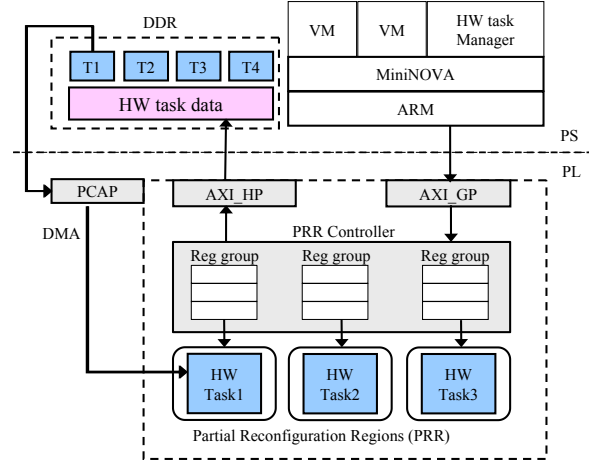 DDR
T1 T2 T3 T4
HW task data
VM VM HW task
Manager
MiniNOVA
ARM
PS
PL
PCAP AXI_HP AXI_GP
DMA
PRR Controller
Reg group Reg group Reg group
HW
Task1
HW
Task2
HW
Task3
Partial Reconfiguration Regions (PRR)